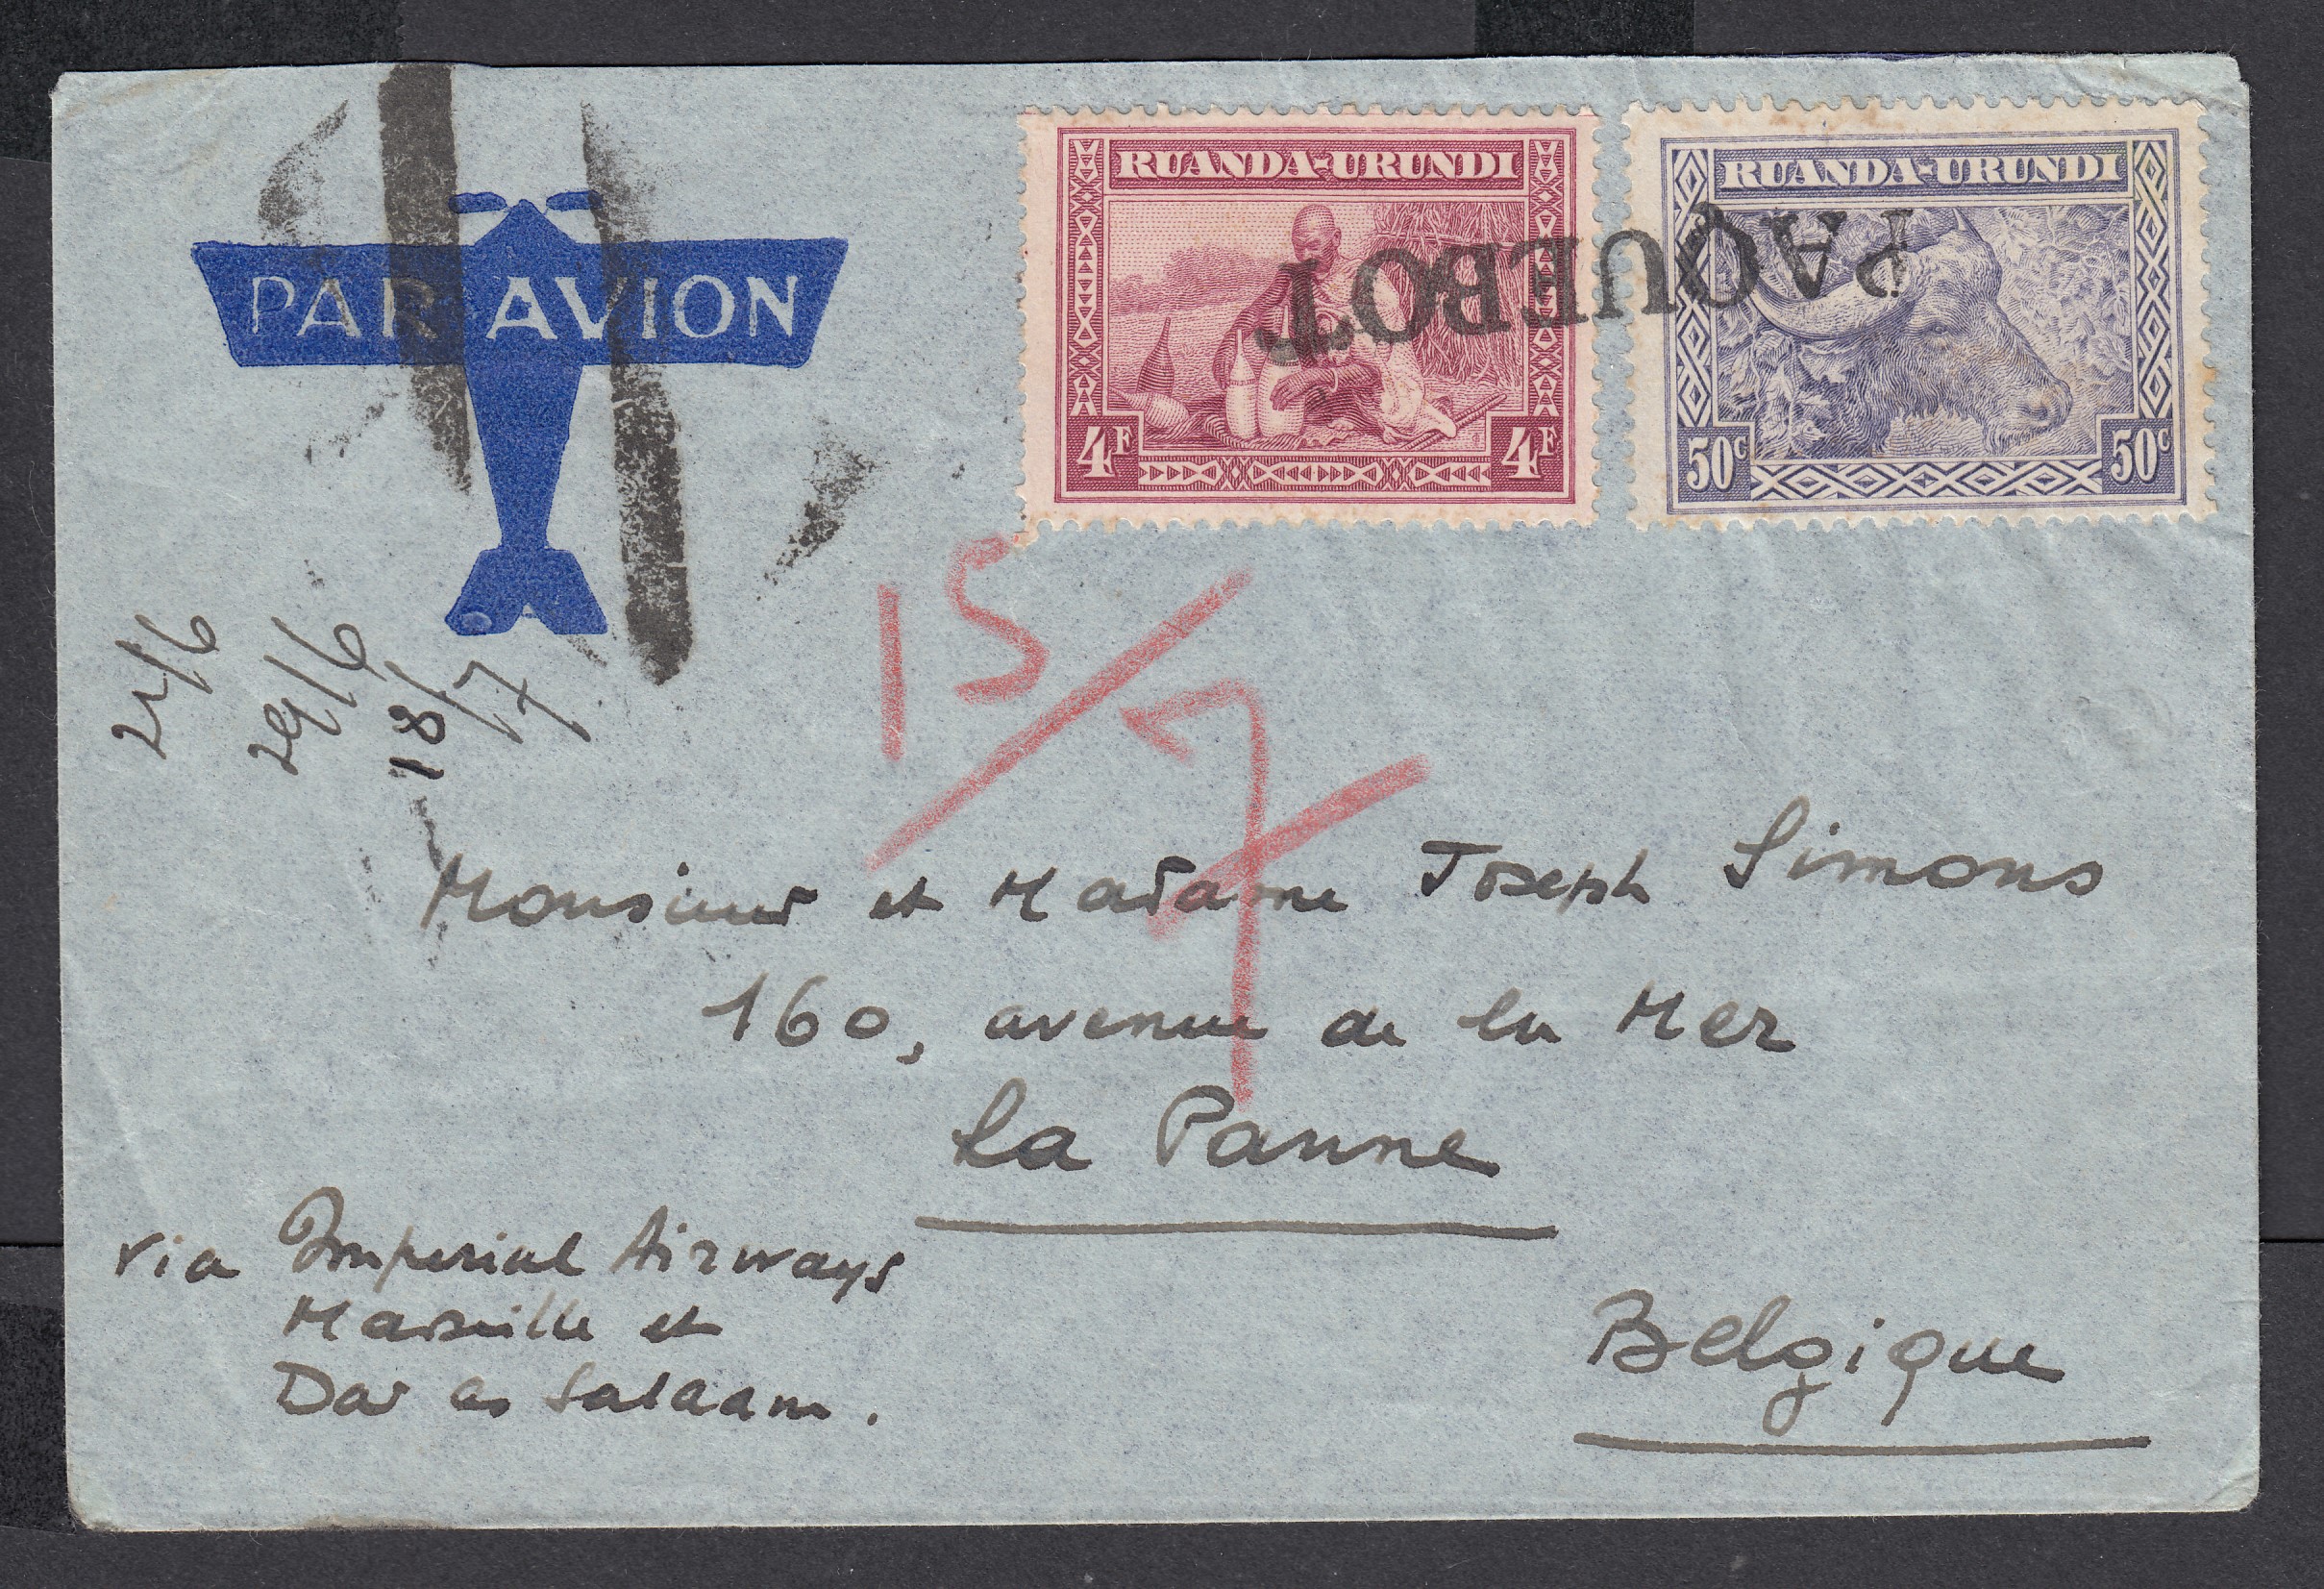 PAR AVION
RUANDA-URUNDI
4F 4F
RUANDA-URUNDI
50c 50c
PAQUEBOT
21/6
29/6
18/7
15/7
Monsieur et Madame Joseph Simons
160, avenue de la Mer
La Panne
Belgique
via Imperial Airways
Marseille et
Dar es Salaam.